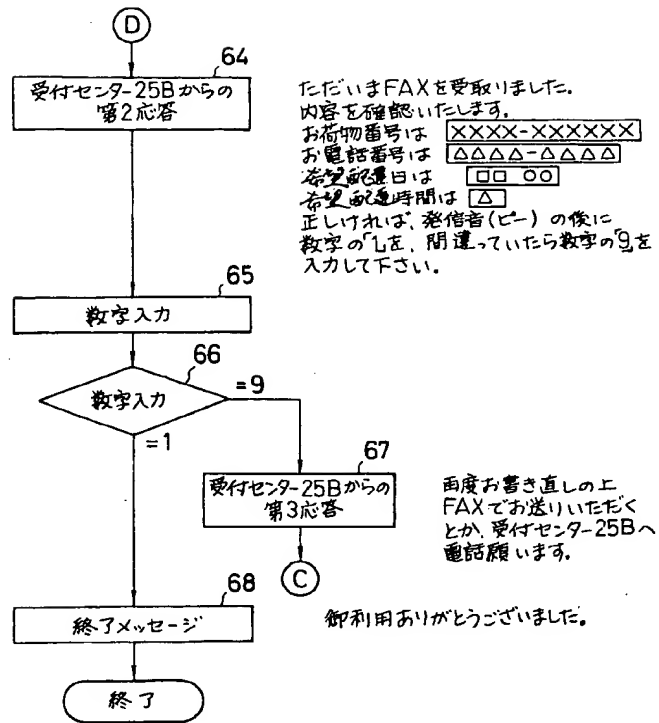 D
64
受付センター25Bからの
第2応答
ただいまFAXを受取りました。
内容を確認いたします。
お荷物番号は ××××-××××××
お電話番号は △△△△-△△△△
希望配達日は □□ ○○
希望配達時間は △
正しければ、発信音(ピー)の後に
数字の「1」を、間違っていたら数字の「9」を
入力して下さい。
65
数字入力
66
数字入力
=9
=1
67
受付センター25Bからの
第3応答
再度お書き直しの上
FAXでお送りいただく
とか、受付センター25Bへ
電話願います。
C
68
終了メッセージ
御利用ありがとうございました。
終了